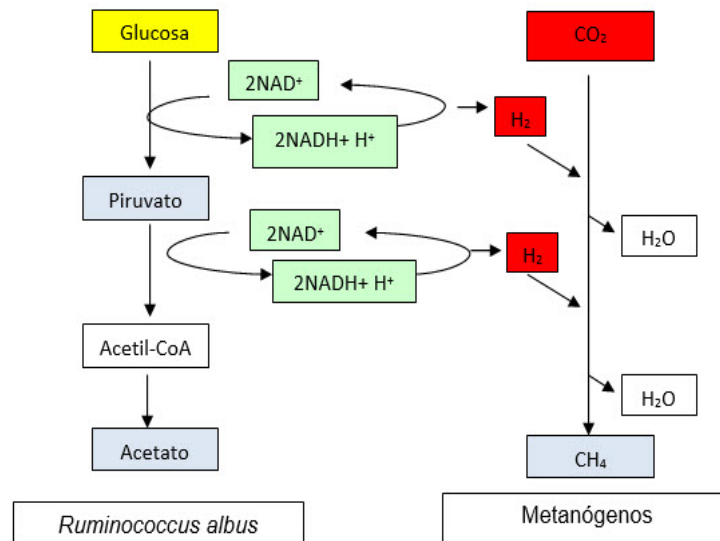 Glucosa
CO₂
2NAD⁺
2NADH+ H⁺
H₂
Piruvato
2NAD⁺
H₂O
H₂
2NADH+ H⁺
Acetil-CoA
H₂O
Acetato
CH₄
Ruminococcus albus
Metanógenos